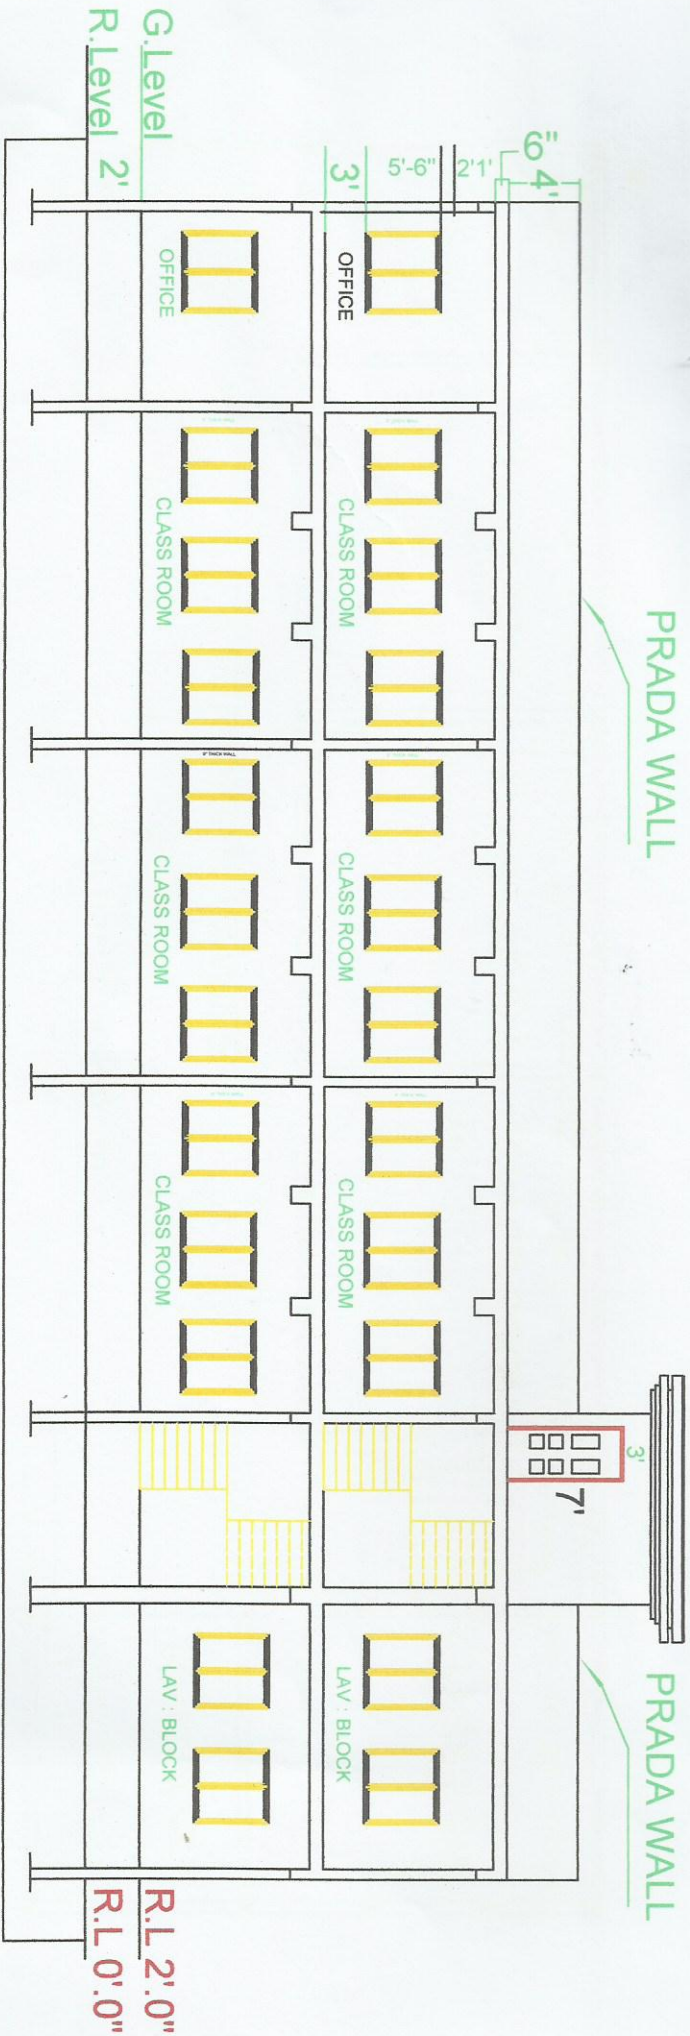 PRADA WALL
PRADA WALL
3'
7'
6"
4'
2'1'
5'-6"
3'
OFFICE
CLASS ROOM
CLASS ROOM
CLASS ROOM
LAV : BLOCK
OFFICE
CLASS ROOM
CLASS ROOM
CLASS ROOM
LAV : BLOCK
G.Level
R.Level 2'
R.L 2'.0"
R.L 0'.0"